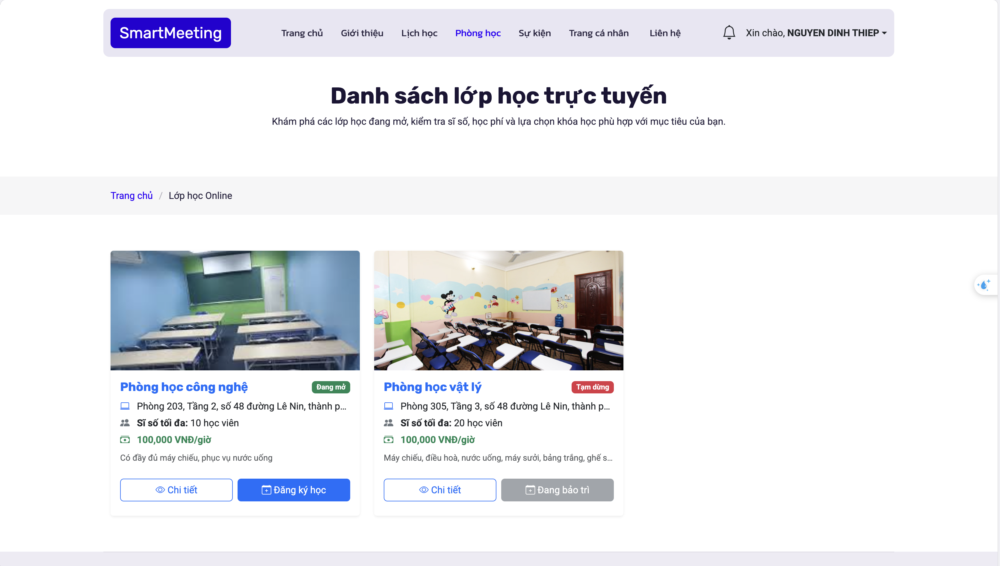 SmartMeeting
Trang chủ
Giới thiệu
Lịch học
Phòng học
Sự kiện
Trang cá nhân
Liên hệ
Xin chào, NGUYEN DINH THIEP
Danh sách lớp học trực tuyến
Khám phá các lớp học đang mở, kiểm tra sĩ số, học phí và lựa chọn khóa học phù hợp với mục tiêu của bạn.
Trang chủ / Lớp học Online
Phòng học công nghệ
Đang mở
Phòng 203, Tầng 2, số 48 đường Lê Nin, thành p...
Sĩ số tối đa: 10 học viên
100,000 VNĐ/giờ
Có đầy đủ máy chiếu, phục vụ nước uống
Chi tiết
Đăng ký học
Phòng học vật lý
Tạm dừng
Phòng 305, Tầng 3, số 48 đường Lê Nin, thành p...
Sĩ số tối đa: 20 học viên
100,000 VNĐ/giờ
Máy chiếu, điều hoà, nước uống, máy sưởi, bảng trắng, ghế s...
Chi tiết
Đang bảo trì